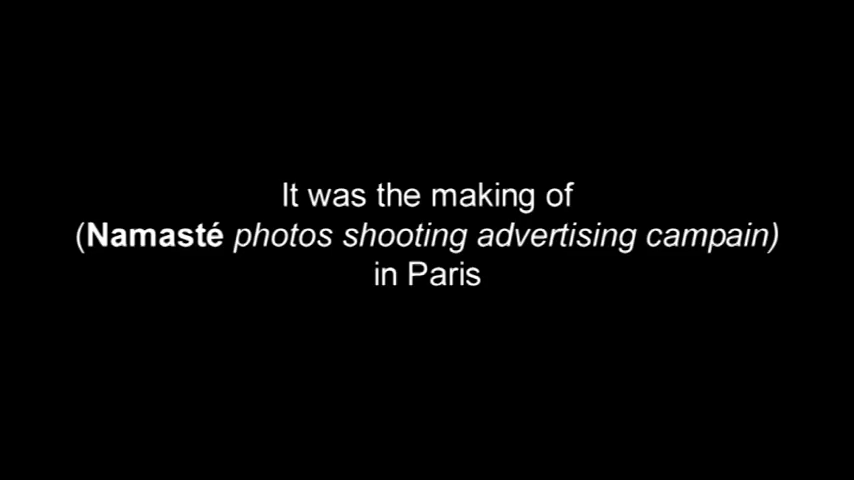 It was the making of
(Namasté photos shooting advertising campain)
in Paris